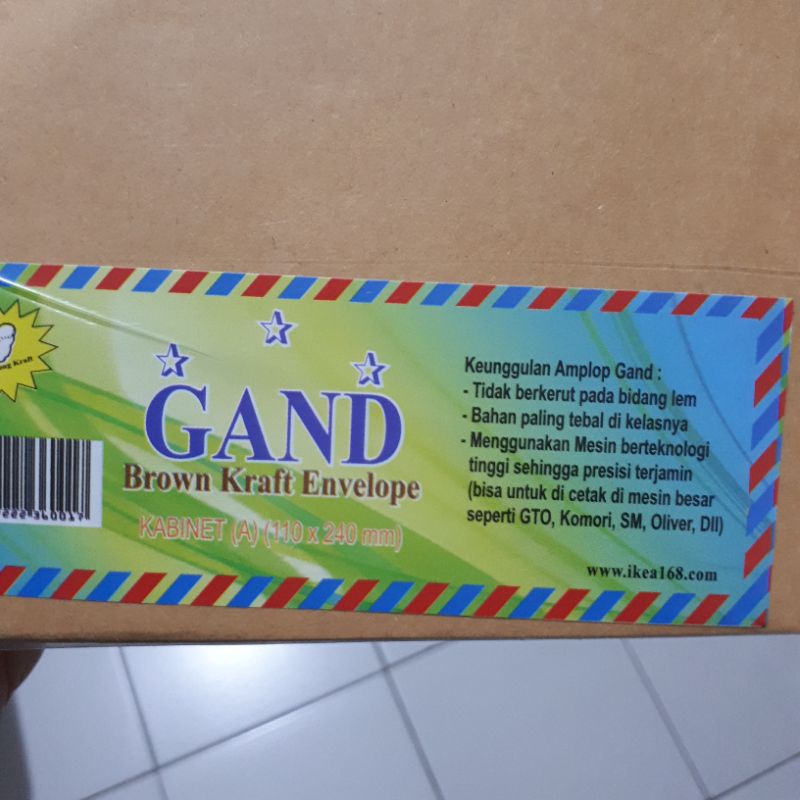 Kraft
GAND
Brown Kraft Envelope
KABINET (A) (110 x 240 mm)
Keunggulan Amplop Gand :
- Tidak berkerut pada bidang lem
- Bahan paling tebal di kelasnya
- Menggunakan Mesin berteknologi
tinggi sehingga presisi terjamin
(bisa untuk di cetak di mesin besar
seperti GTO, Komori, SM, Oliver, Dll)
www.ikea168.com